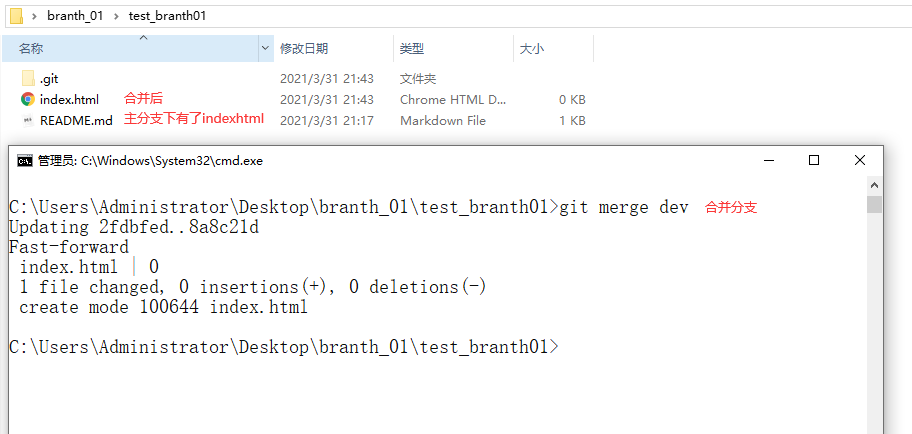 branth_01 test_branth01
名称 修改日期 类型 大小
.git 2021/3/31 21:43 文件夹
index.html 合并后 2021/3/31 21:43 Chrome HTML D... 0 KB
README.md 主分支下有了indexhtml 2021/3/31 21:17 Markdown File 1 KB
管理员: C:\Windows\System32\cmd.exe
C:\Users\Administrator\Desktop\branth_01\test_branth01>git merge dev 合并分支
Updating 2fdbfed..8a8c21d
Fast-forward
index.html | 0
1 file changed, 0 insertions(+), 0 deletions(-)
create mode 100644 index.html
C:\Users\Administrator\Desktop\branth_01\test_branth01>